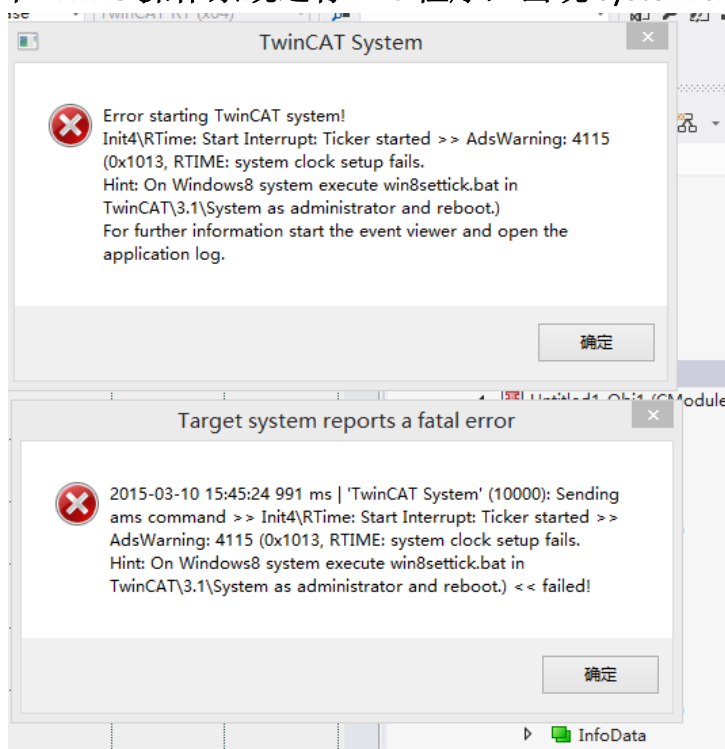 TwinCAT RT (x64)
TwinCAT System
Error starting TwinCAT system!
Init4\RTime: Start Interrupt: Ticker started >> AdsWarning: 4115
(0x1013, RTIME: system clock setup fails.
Hint: On Windows8 system execute win8settick.bat in
TwinCAT\3.1\System as administrator and reboot.)
For further information start the event viewer and open the
application log.
确定
Target system reports a fatal error
2015-03-10 15:45:24 991 ms | 'TwinCAT System' (10000): Sending
ams command >> Init4\RTime: Start Interrupt: Ticker started >>
AdsWarning: 4115 (0x1013, RTIME: system clock setup fails.
Hint: On Windows8 system execute win8settick.bat in
TwinCAT\3.1\System as administrator and reboot.) << failed!
确定
InfoData